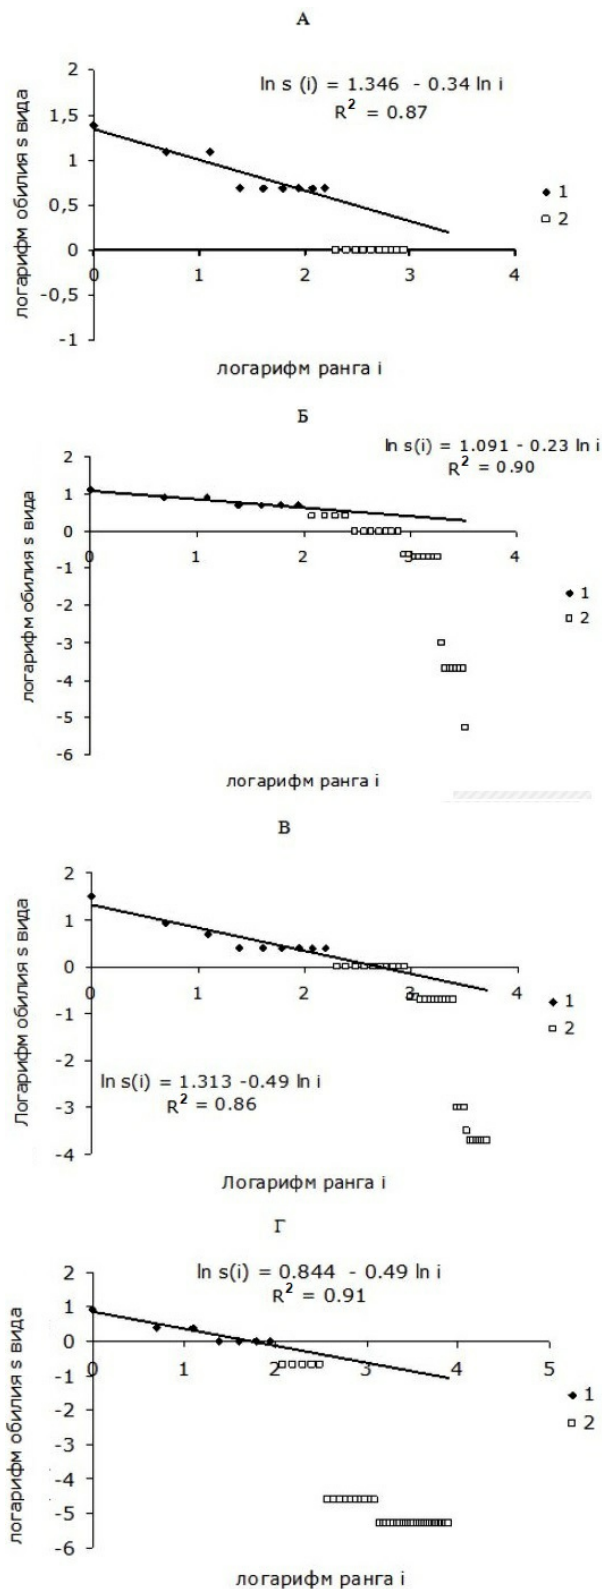 А
ln s (i) = 1.346 - 0.34 ln i
R² = 0.87
логарифм обилия s вида
2
1,5
1
0,5
0
-0,5
-1
0 1 2 3 4
1
2
логарифм ранга i
Б
ln s(i) = 1.091 - 0.23 ln i
R² = 0.90
логарифм обилия s вида
2
1
0
-1
-2
-3
-4
-5
-6
0 1 2 3 4
1
2
логарифм ранга i
В
Логарифм обилия s вида
2
1
0
-1
-2
-3
-4
0 1 2 3 4
1
2
ln s(i) = 1.313 -0.49 ln i
R² = 0.86
Логарифм ранга i
Г
ln s(i) = 0.844 - 0.49 ln i
R² = 0.91
логарифм обилия s вида
2
1
0
-1
-2
-3
-4
-5
-6
0 1 2 3 4 5
1
2
логарифм ранга i